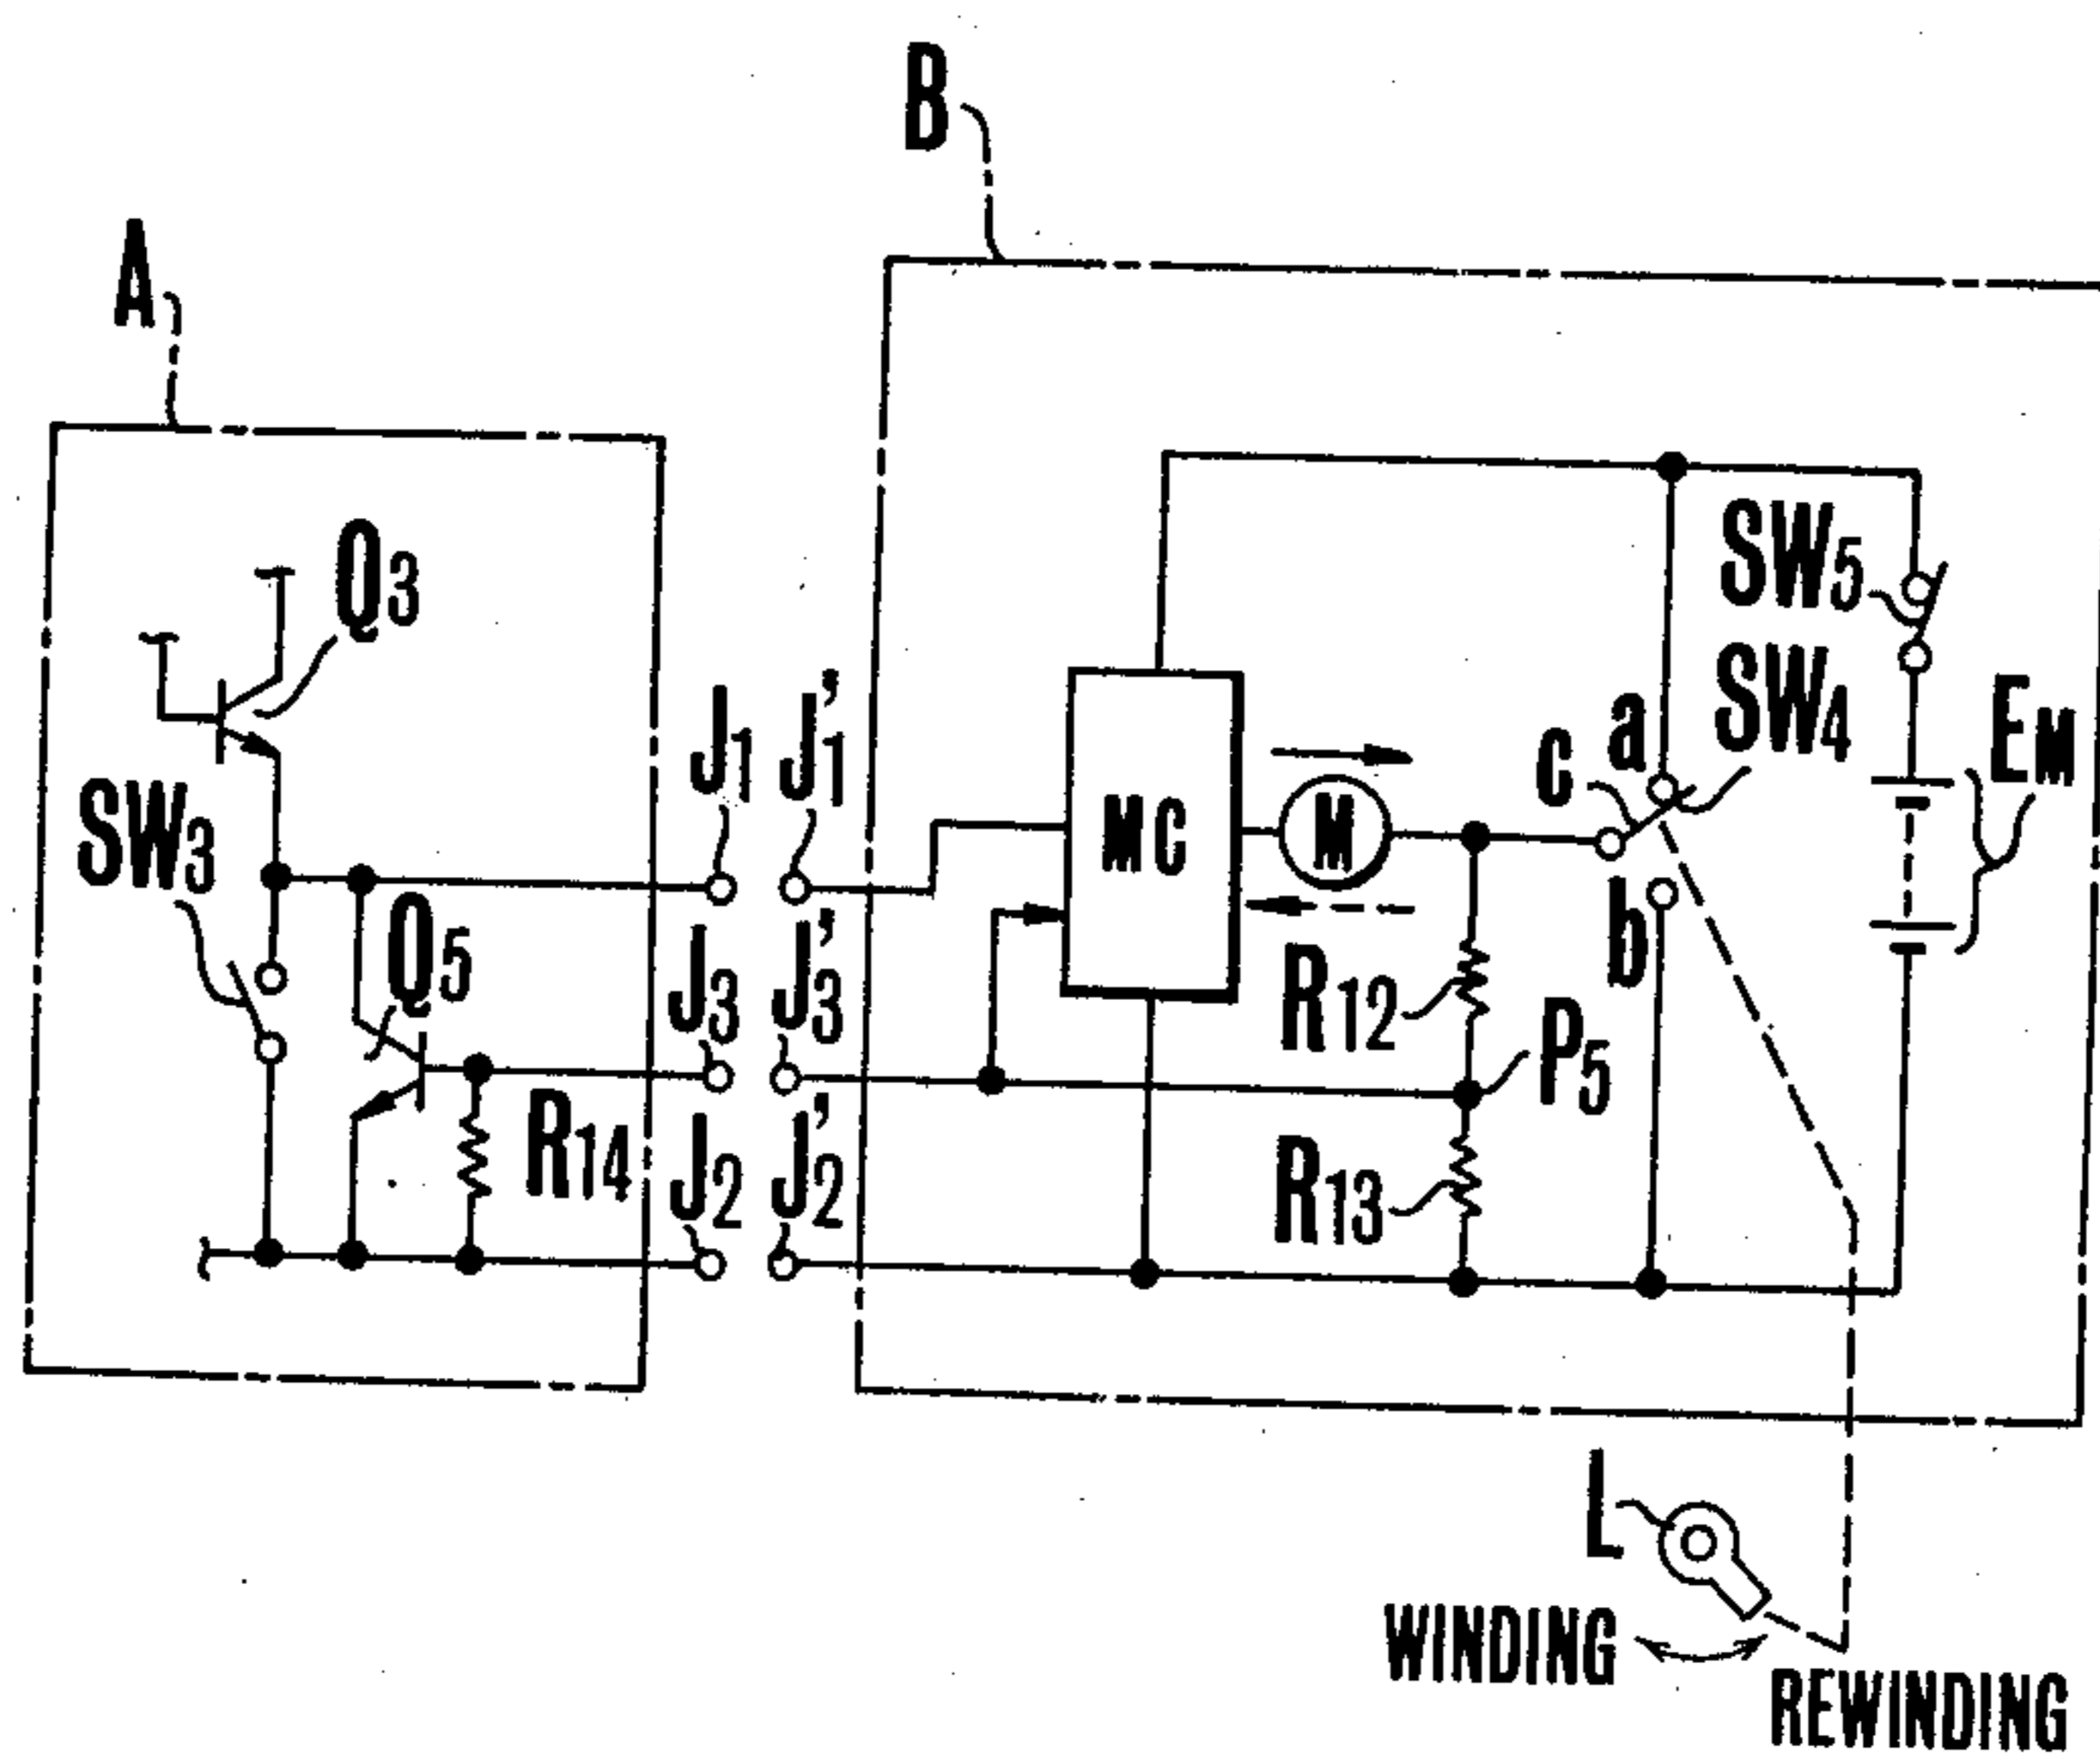 B
A
Q3
SW5
SW4
EM
J1 J'1
a
c
MC
M
SW3
b
Q5
J3 J'3
R12
P5
R14
J2 J'2
R13
L
WINDING
REWINDING